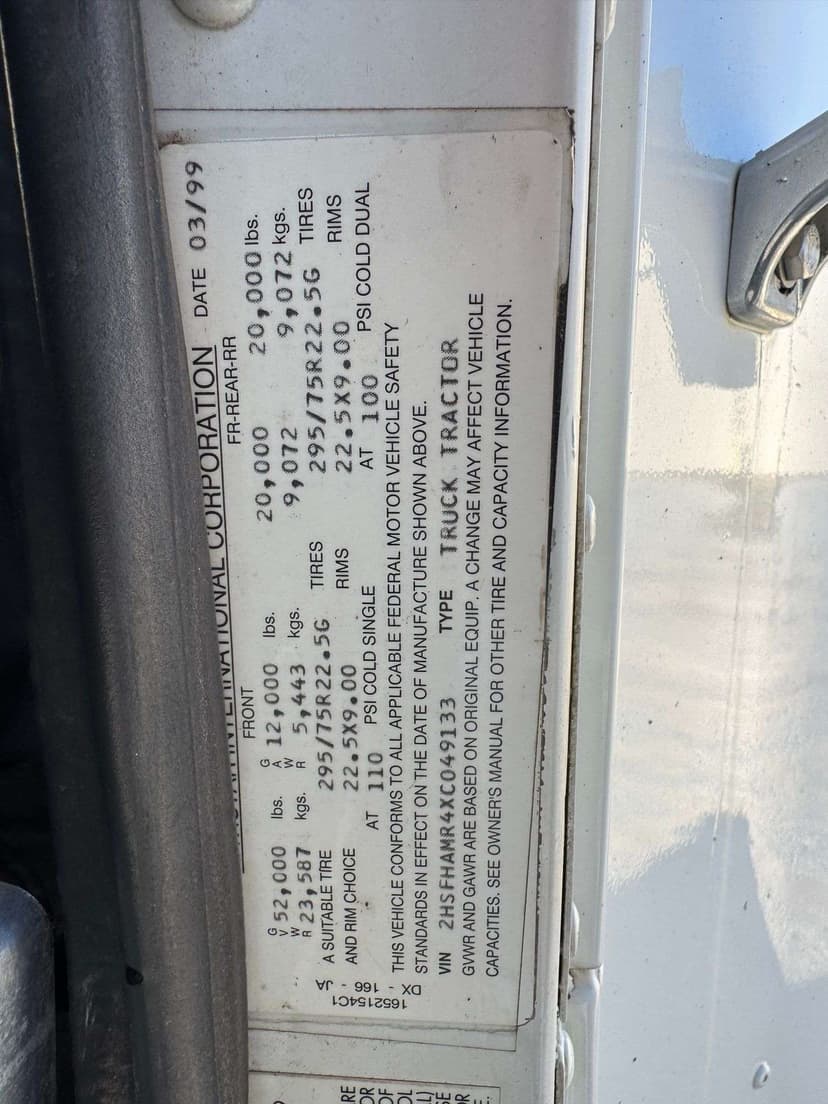 INTERNATIONAL CORPORATION DATE 03/99
FRONT FR-REAR-RR
GVWR 52,000 lbs. GAWR 12,000 lbs. 20,000 20,000 lbs.
23,587 kgs. 5,443 kgs. 9,072 9,072 kgs.
A SUITABLE TIRE 295/75R22.5G TIRES 295/75R22.5G TIRES
AND RIM CHOICE 22.5X9.00 RIMS 22.5X9.00 RIMS
AT 110 PSI COLD SINGLE AT 100 PSI COLD DUAL
THIS VEHICLE CONFORMS TO ALL APPLICABLE FEDERAL MOTOR VEHICLE SAFETY
STANDARDS IN EFFECT ON THE DATE OF MANUFACTURE SHOWN ABOVE.
VIN 2HSFHAMR4XC049133 TYPE TRUCK TRACTOR
GVWR AND GAWR ARE BASED ON ORIGINAL EQUIP. A CHANGE MAY AFFECT VEHICLE
CAPACITIES. SEE OWNER'S MANUAL FOR OTHER TIRE AND CAPACITY INFORMATION.
1652154C1
DX - 166 - JA